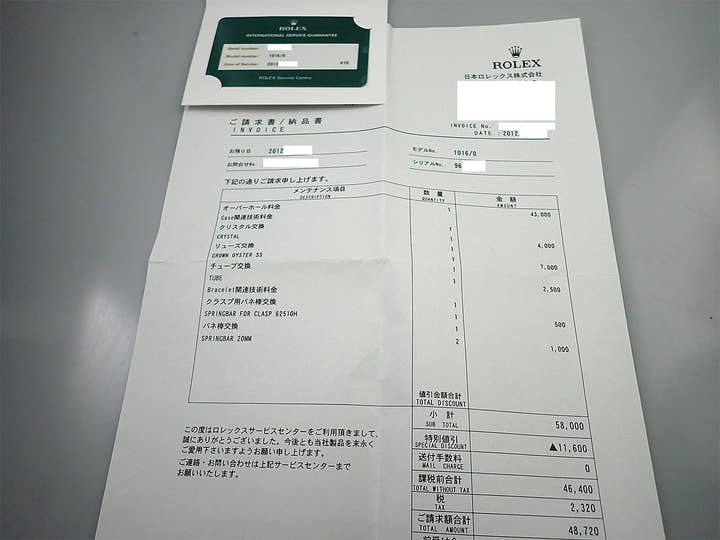 ROLEX
INTERNATIONAL SERVICE GUARANTEE
Serial number:
Model number: 1016/0
Date of Service: 2012
ROLEX Service Centre
ROLEX
日本ロレックス株式会社
ご請求書/納品書
INVOICE
INVOICE No.
DATE : 2012.
お預り日 2012
モデルNo. 1016/0
お問合せNo.
シリアルNo. 96
下記の通りご請求申し上げます。
メンテナンス項目 数量 金額
DESCRIPTION QUANTITY AMOUNT
オーバーホール料金 1 43,000
Case関連技術料金 1
クリスタル交換 1
CRYSTAL 1 4,000
リューズ交換 1
CROWN OYSTER SS 1 7,000
チューブ交換 1
TUBE 1 2,500
Bracelet関連技術料金
クラスプ用バネ棒交換 1
SPRINGBAR FOR CLASP 6251GH 1 500
バネ棒交換 1
SPRINGBAR 20MM 2 1,000
値引金額合計
TOTAL DISCOUNT
小計
SUB TOTAL 58,000
特別値引
SPECIAL DISCOUNT ▲11,600
送付手数料
MAIL CHARGE 0
課税前合計
TOTAL WITHOUT TAX 46,400
税
TAX 2,320
ご請求額合計
TOTAL AMOUNT 48,720
この度はロレックスサービスセンターをご利用頂きまして、
誠にありがとうございました。今後とも当社製品を末永く
ご愛用下さいますようお願い申し上げます。
ご連絡・お問い合わせは上記サービスセンターまで
お願いいたします。